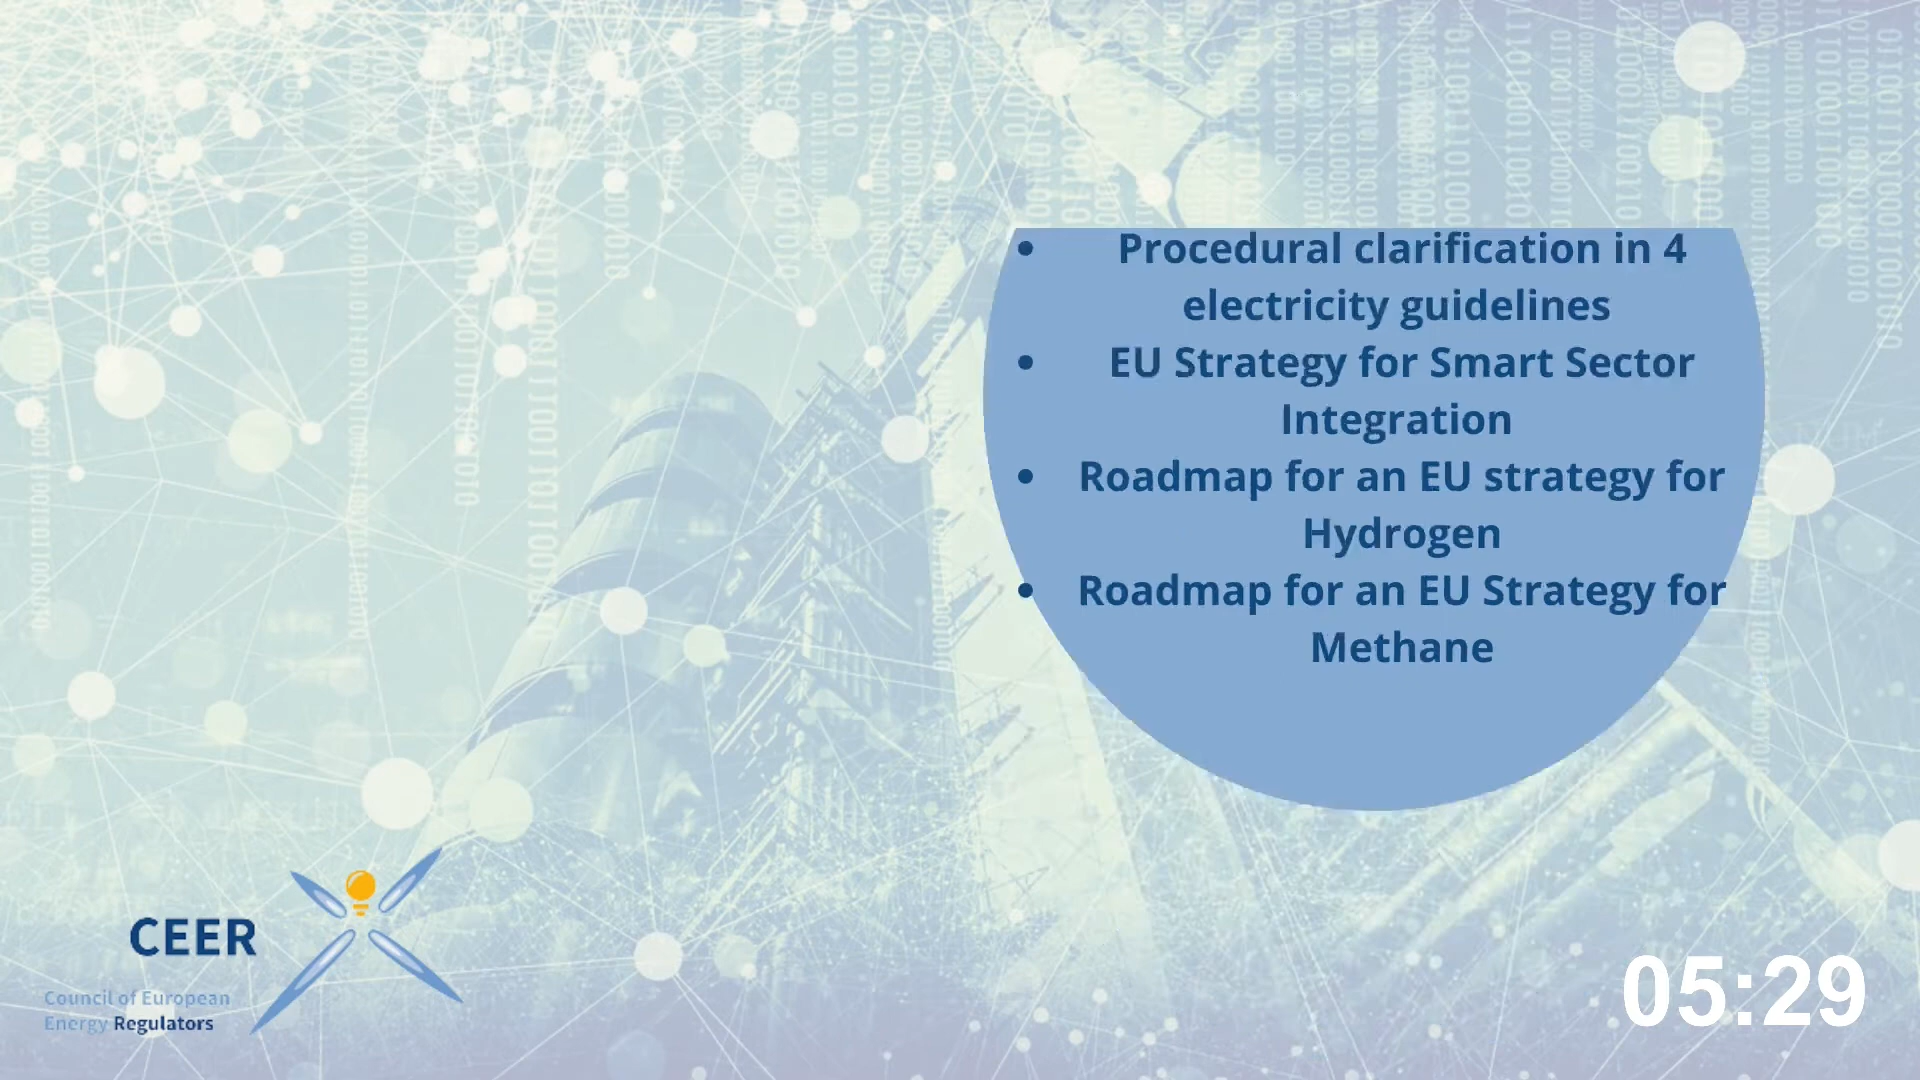 • Procedural clarification in 4
electricity guidelines
• EU Strategy for Smart Sector
Integration
• Roadmap for an EU strategy for
Hydrogen
• Roadmap for an EU Strategy for
Methane
CEER
Council of European
Energy Regulators
05:29